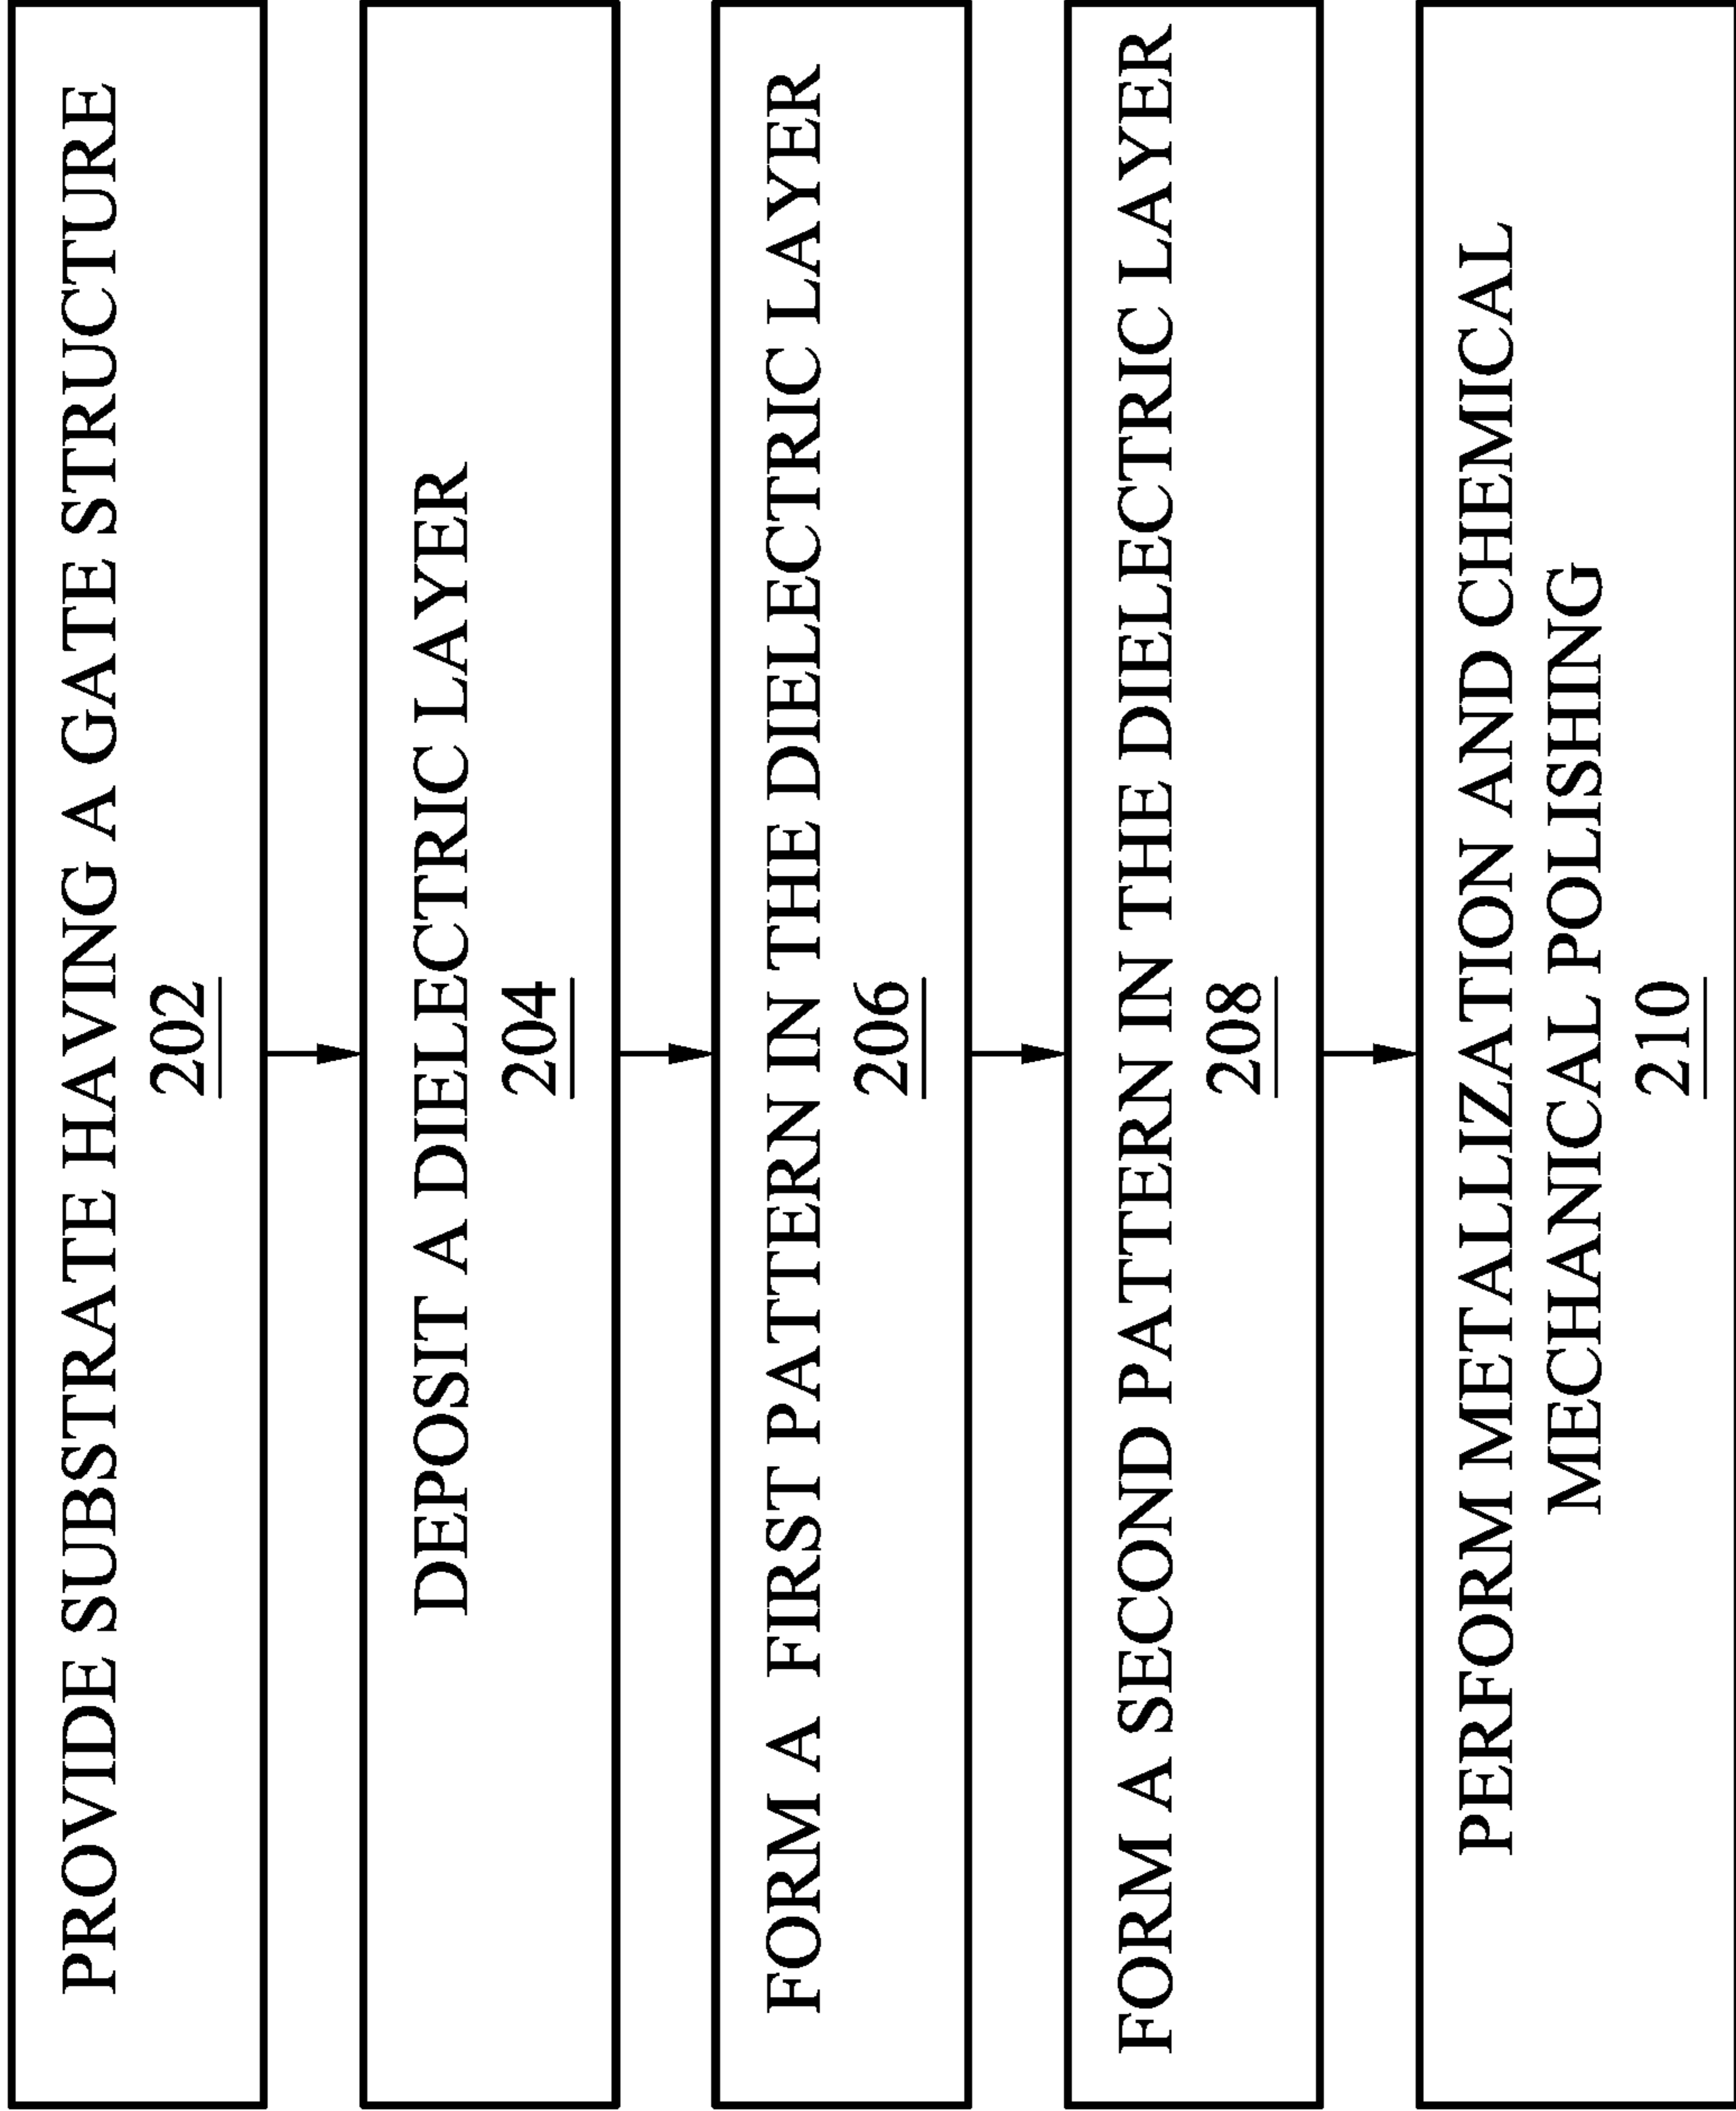 PROVIDE SUBSTRATE HAVING A GATE STRUCTURE
202
DEPOSIT A DIELECTRIC LAYER
204
FORM A FIRST PATTERN IN THE DIELECTRIC LAYER
206
FORM A SECOND PATTERN IN THE DIELECTRIC LAYER
208
PERFORM METALLIZATION AND CHEMICAL
MECHANICAL POLISHING
210